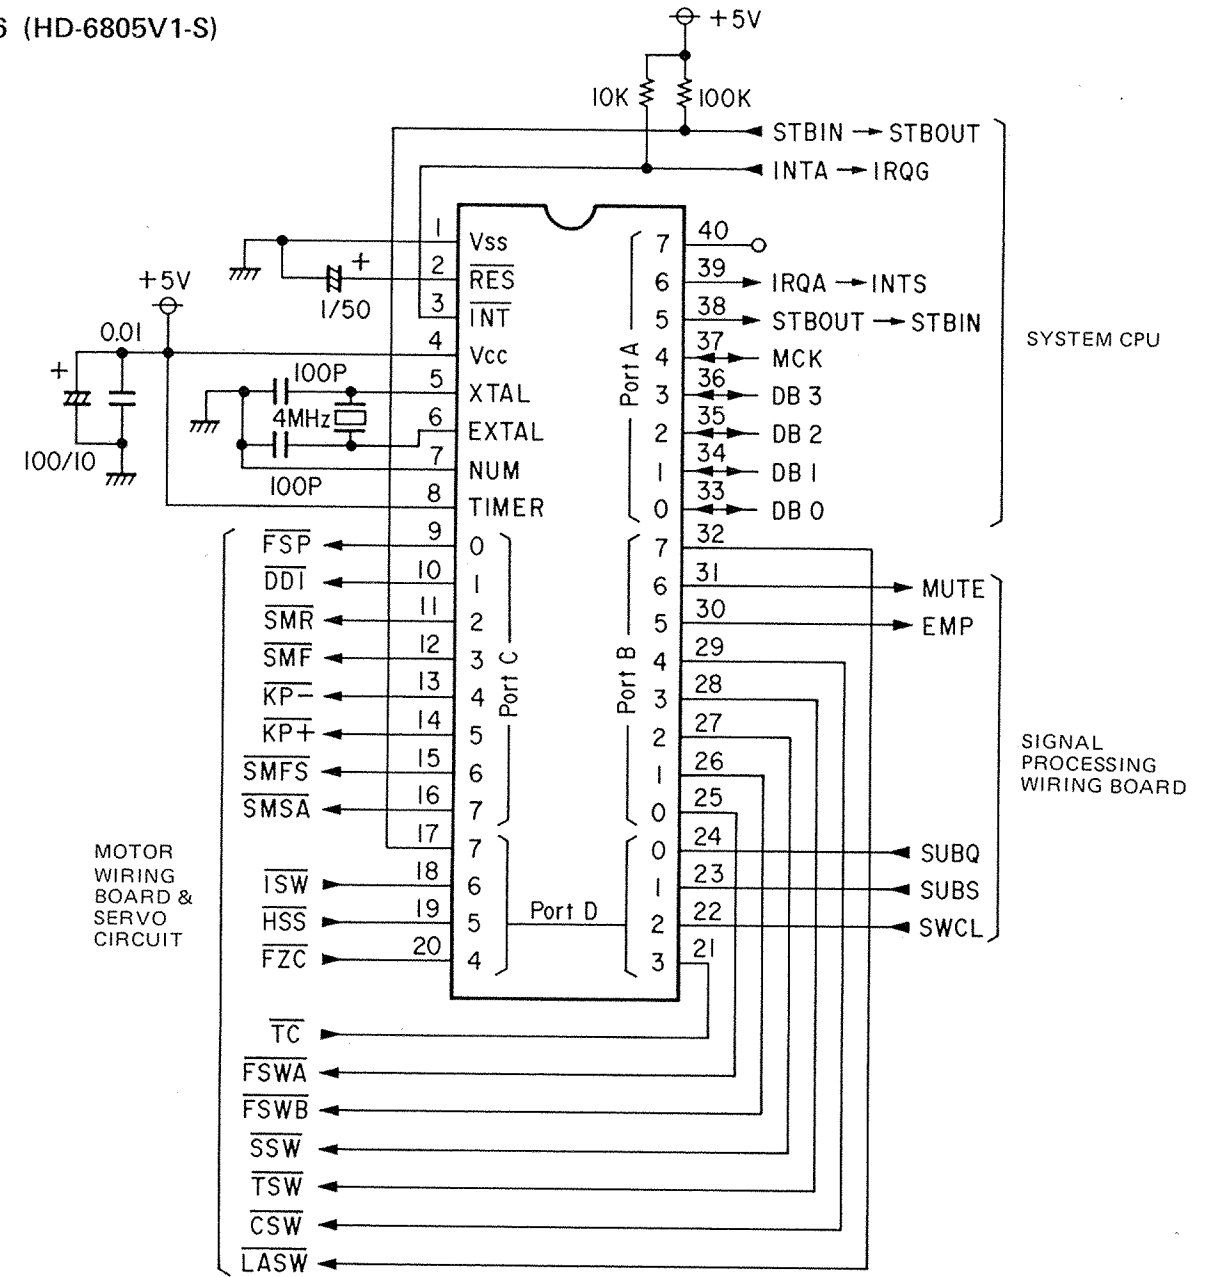 6 (HD-6805V1-S)
+5V
10K
100K
STBIN → STBOUT
INTA → IRQG
1
Vss
2
RES
3
INT
4
Vcc
5
XTAL
6
EXTAL
7
NUM
8
TIMER
+
1/50
+5V
0.01
+
100/10
100P
4MHz
100P
Port A
7
40
6
39
IRQA → INTS
5
38
STBOUT → STBIN
4
37
MCK
3
36
DB 3
2
35
DB 2
1
34
DB 1
0
33
DB 0
SYSTEM CPU
FSP
9
0
DDI
10
1
SMR
11
2
SMF
12
3
KP−
13
4
KP+
14
5
SMFS
15
6
SMSA
16
7
Port C
17
7
ISW
18
6
HSS
19
5
FZC
20
4
Port D
Port B
7
32
6
31
MUTE
5
30
EMP
4
29
3
28
2
27
1
26
0
25
0
24
SUBQ
1
23
SUBS
2
22
SWCL
3
21
SIGNAL
PROCESSING
WIRING BOARD
MOTOR
WIRING
BOARD &
SERVO
CIRCUIT
TC
FSWA
FSWB
SSW
TSW
CSW
LASW